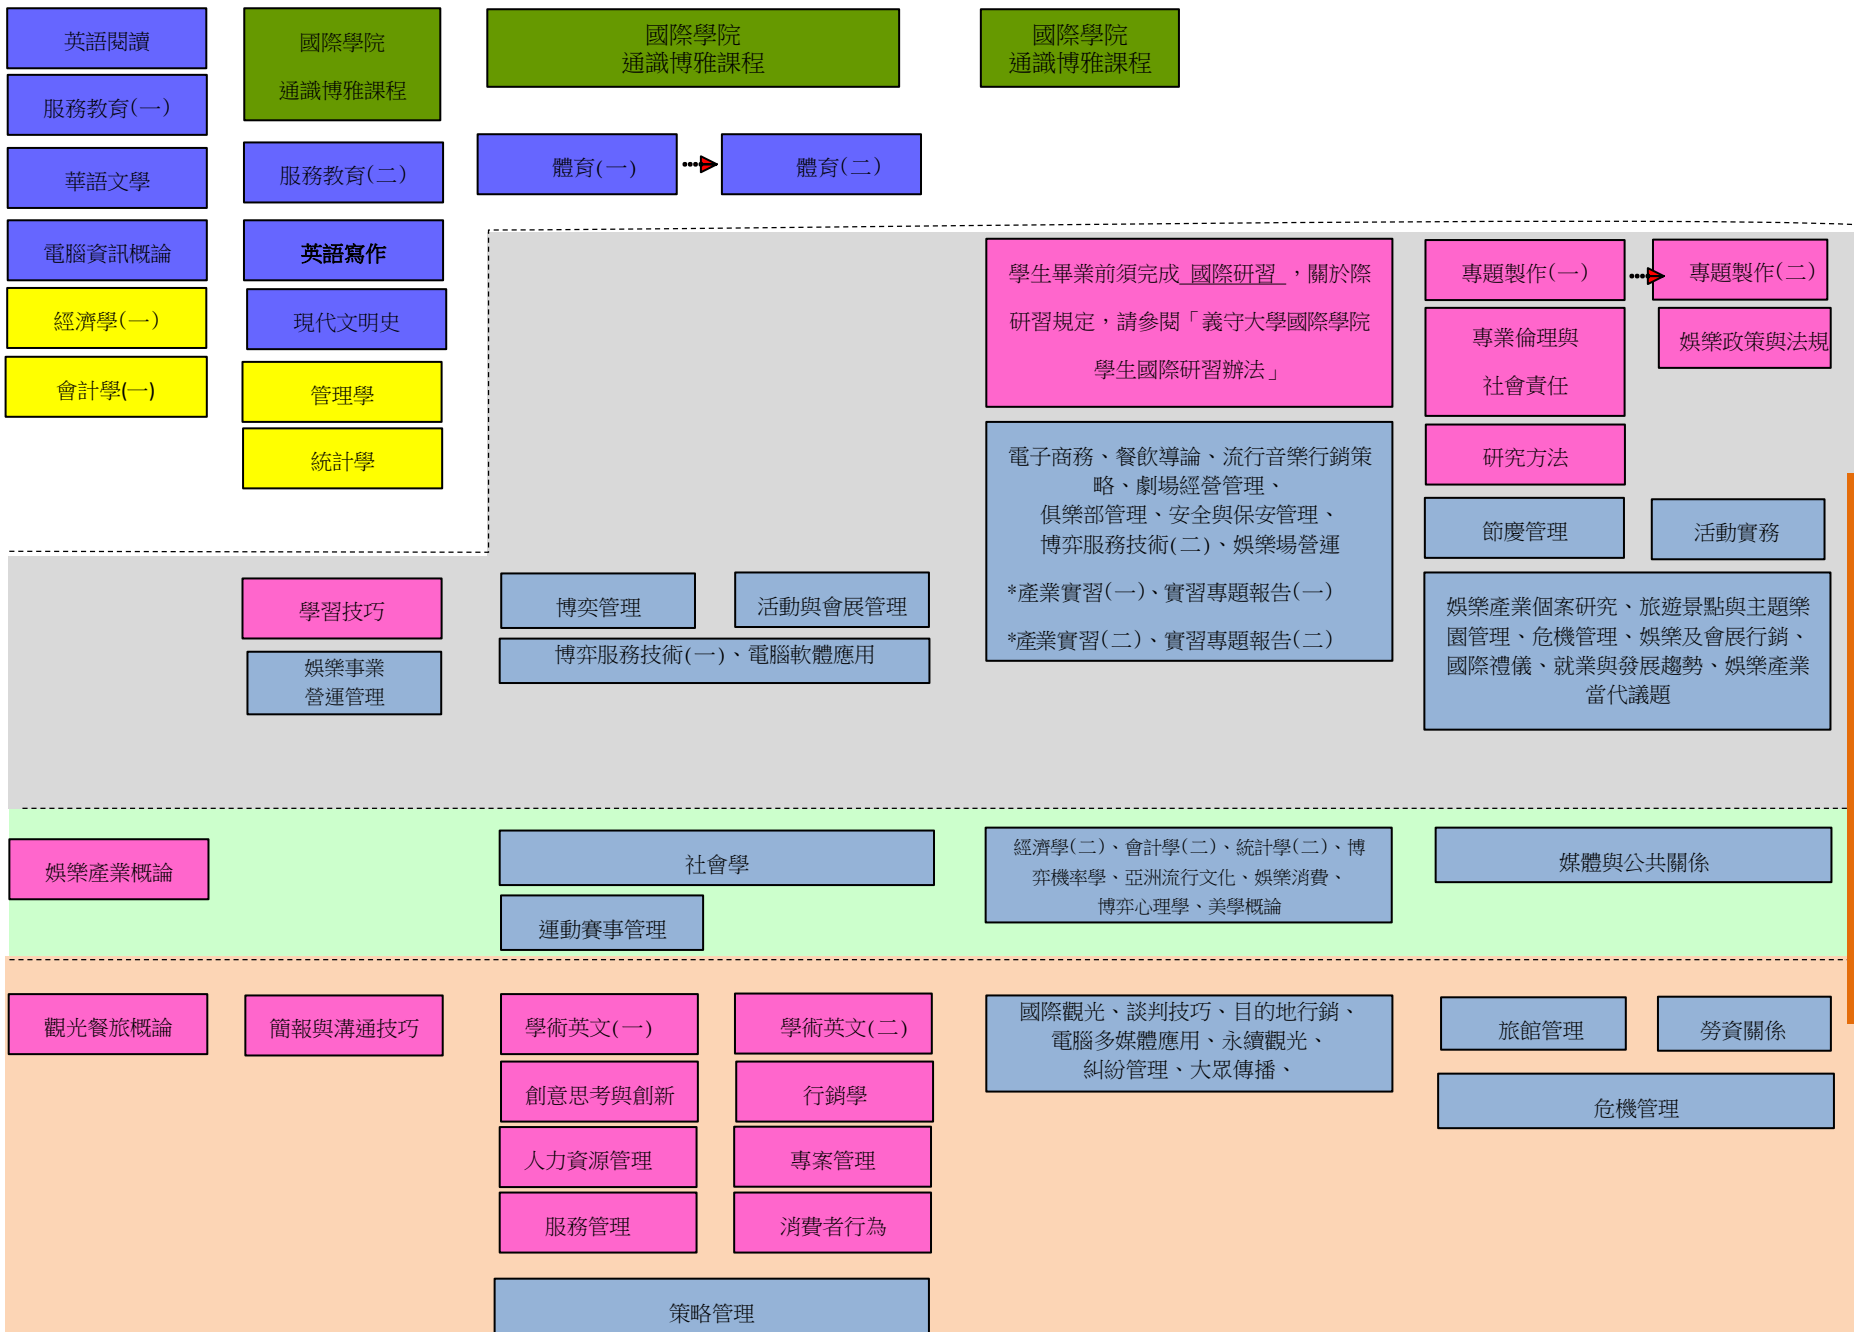 英語閱讀
國際學院
通識博雅課程
國際學院
通識博雅課程
國際學院
通識博雅課程
服務教育(一)
華語文學
服務教育(二)
體育(一)
體育(二)
電腦資訊概論
英語寫作
經濟學(一)
現代文明史
會計學(一)
管理學
統計學
學生畢業前須完成 國際研習 ，關於際
研習規定，請參閱「義守大學國際學院
學生國際研習辦法」
專題製作(一)
專題製作(二)
專業倫理與
社會責任
娛樂政策與法規
研究方法
電子商務、餐飲導論、流行音樂行銷策
略、劇場經營管理、
俱樂部管理、安全與保安管理、
博弈服務技術(二)、娛樂場營運
*產業實習(一)、實習專題報告(一)
*產業實習(二)、實習專題報告(二)
節慶管理
活動實務
學習技巧
博奕管理
活動與會展管理
娛樂事業
營運管理
博弈服務技術(一)、電腦軟體應用
娛樂產業個案研究、旅遊景點與主題樂
園管理、危機管理、娛樂及會展行銷、
國際禮儀、就業與發展趨勢、娛樂產業
當代議題
娛樂產業概論
社會學
運動賽事管理
經濟學(二)、會計學(二)、統計學(二)、博
弈機率學、亞洲流行文化、娛樂消費、
博弈心理學、美學概論
媒體與公共關係
觀光餐旅概論
簡報與溝通技巧
學術英文(一)
學術英文(二)
國際觀光、談判技巧、目的地行銷、
電腦多媒體應用、永續觀光、
糾紛管理、大眾傳播、
旅館管理
勞資關係
創意思考與創新
行銷學
危機管理
人力資源管理
專案管理
服務管理
消費者行為
策略管理